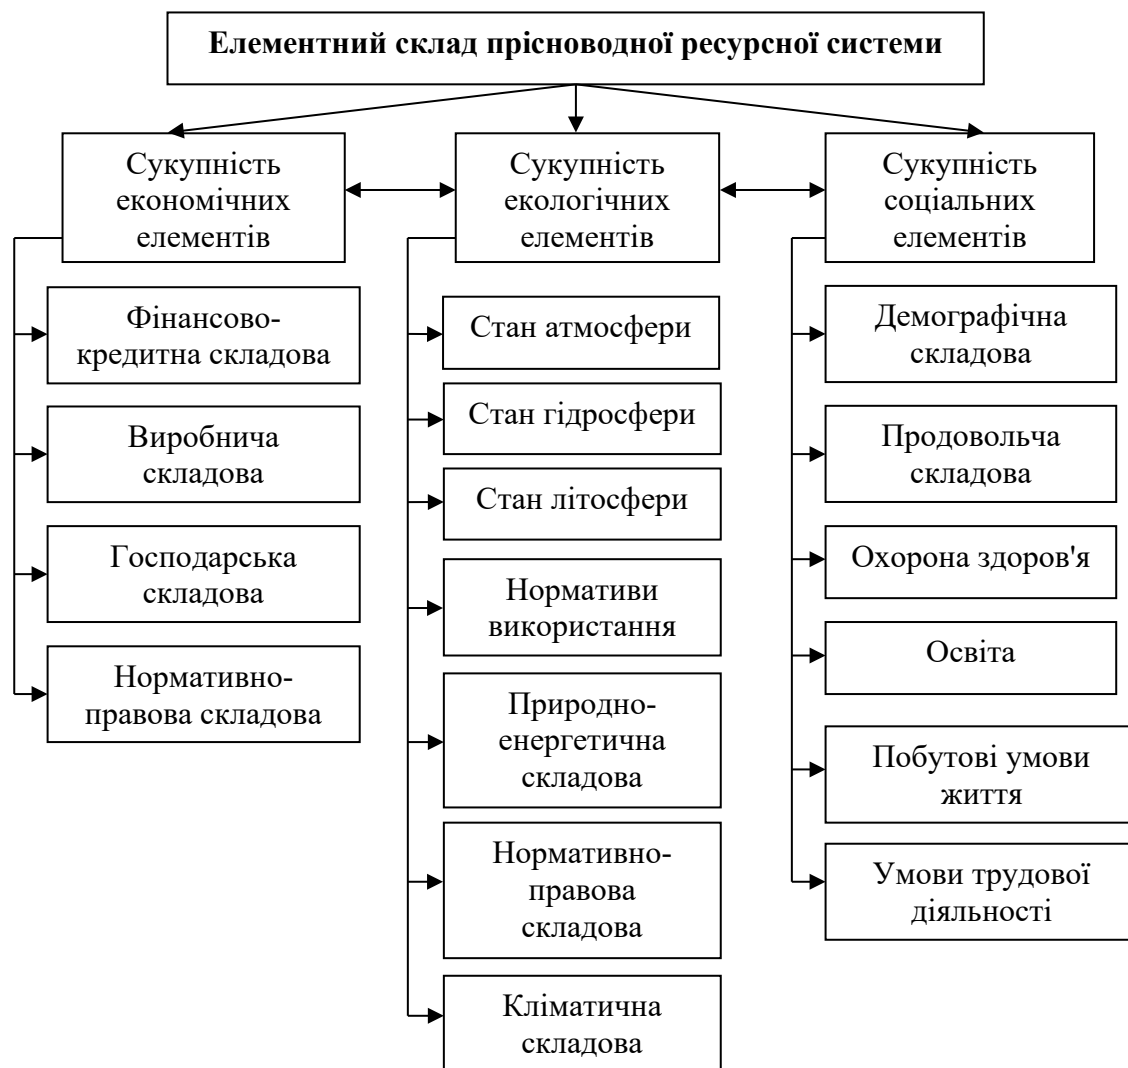 Елементний склад прісноводної ресурсної системи
Сукупність
економічних
елементів
Фінансово-
кредитна складова
Виробнича
складова
Господарська
складова
Нормативно-
правова складова
Сукупність
екологічних
елементів
Стан атмосфери
Стан гідросфери
Стан літосфери
Нормативи
використання
Природно-
енергетична
складова
Нормативно-
правова
складова
Кліматична
складова
Сукупність
соціальних
елементів
Демографічна
складова
Продовольча
складова
Охорона здоров'я
Освіта
Побутові умови
життя
Умови трудової
діяльності